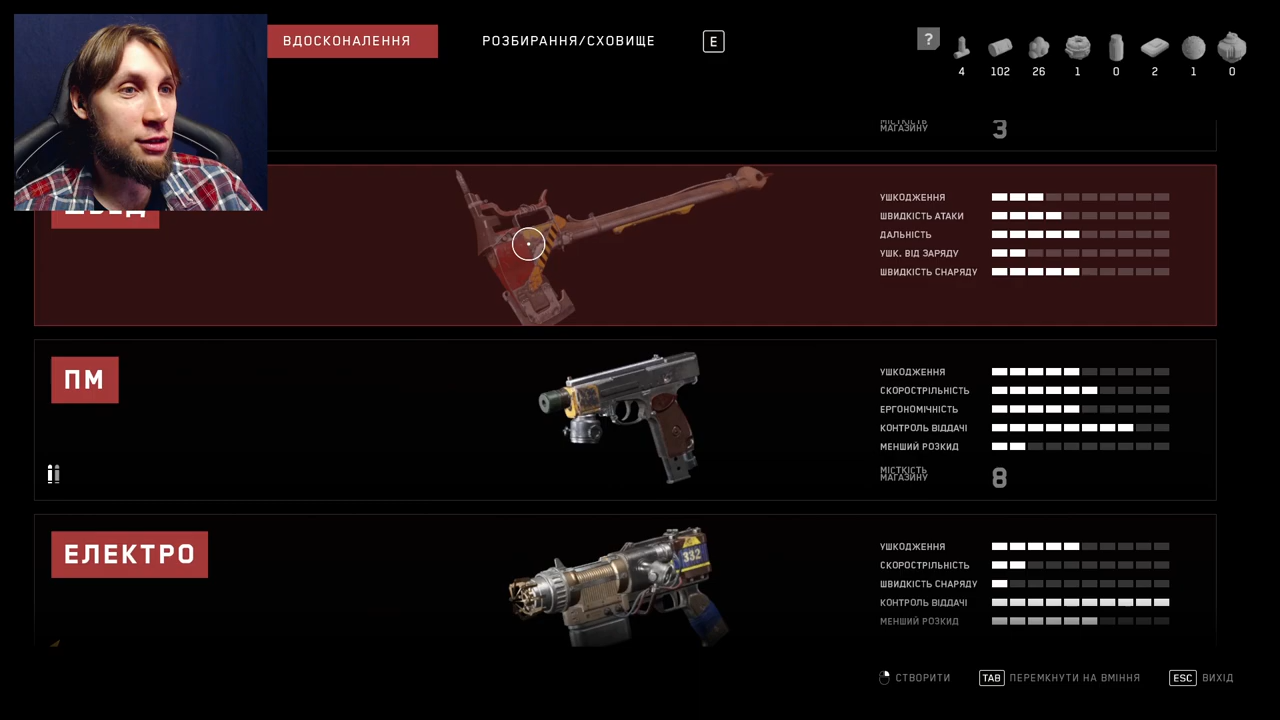 ВДОСКОНАЛЕННЯ
РОЗБИРАННЯ/СХОВИЩЕ
E
?
4
102
26
1
0
2
1
0
МІСТКІСТЬ
МАГАЗИНУ
3
ШВЕД
УШКОДЖЕННЯ
ШВИДКІСТЬ АТАКИ
ДАЛЬНІСТЬ
УШК. ВІД ЗАРЯДУ
ШВИДКІСТЬ СНАРЯДУ
ПМ
УШКОДЖЕННЯ
СКОРОСТРІЛЬНІСТЬ
ЕРГОНОМІЧНІСТЬ
КОНТРОЛЬ ВІДДАЧІ
МЕНШИЙ РОЗКИД
МІСТКІСТЬ
МАГАЗИНУ
8
ЕЛЕКТРО
332
УШКОДЖЕННЯ
СКОРОСТРІЛЬНІСТЬ
ШВИДКІСТЬ СНАРЯДУ
КОНТРОЛЬ ВІДДАЧІ
МЕНШИЙ РОЗКИД
СТВОРИТИ
TAB ПЕРЕМКНУТИ НА ВМІННЯ
ESC ВИХІД